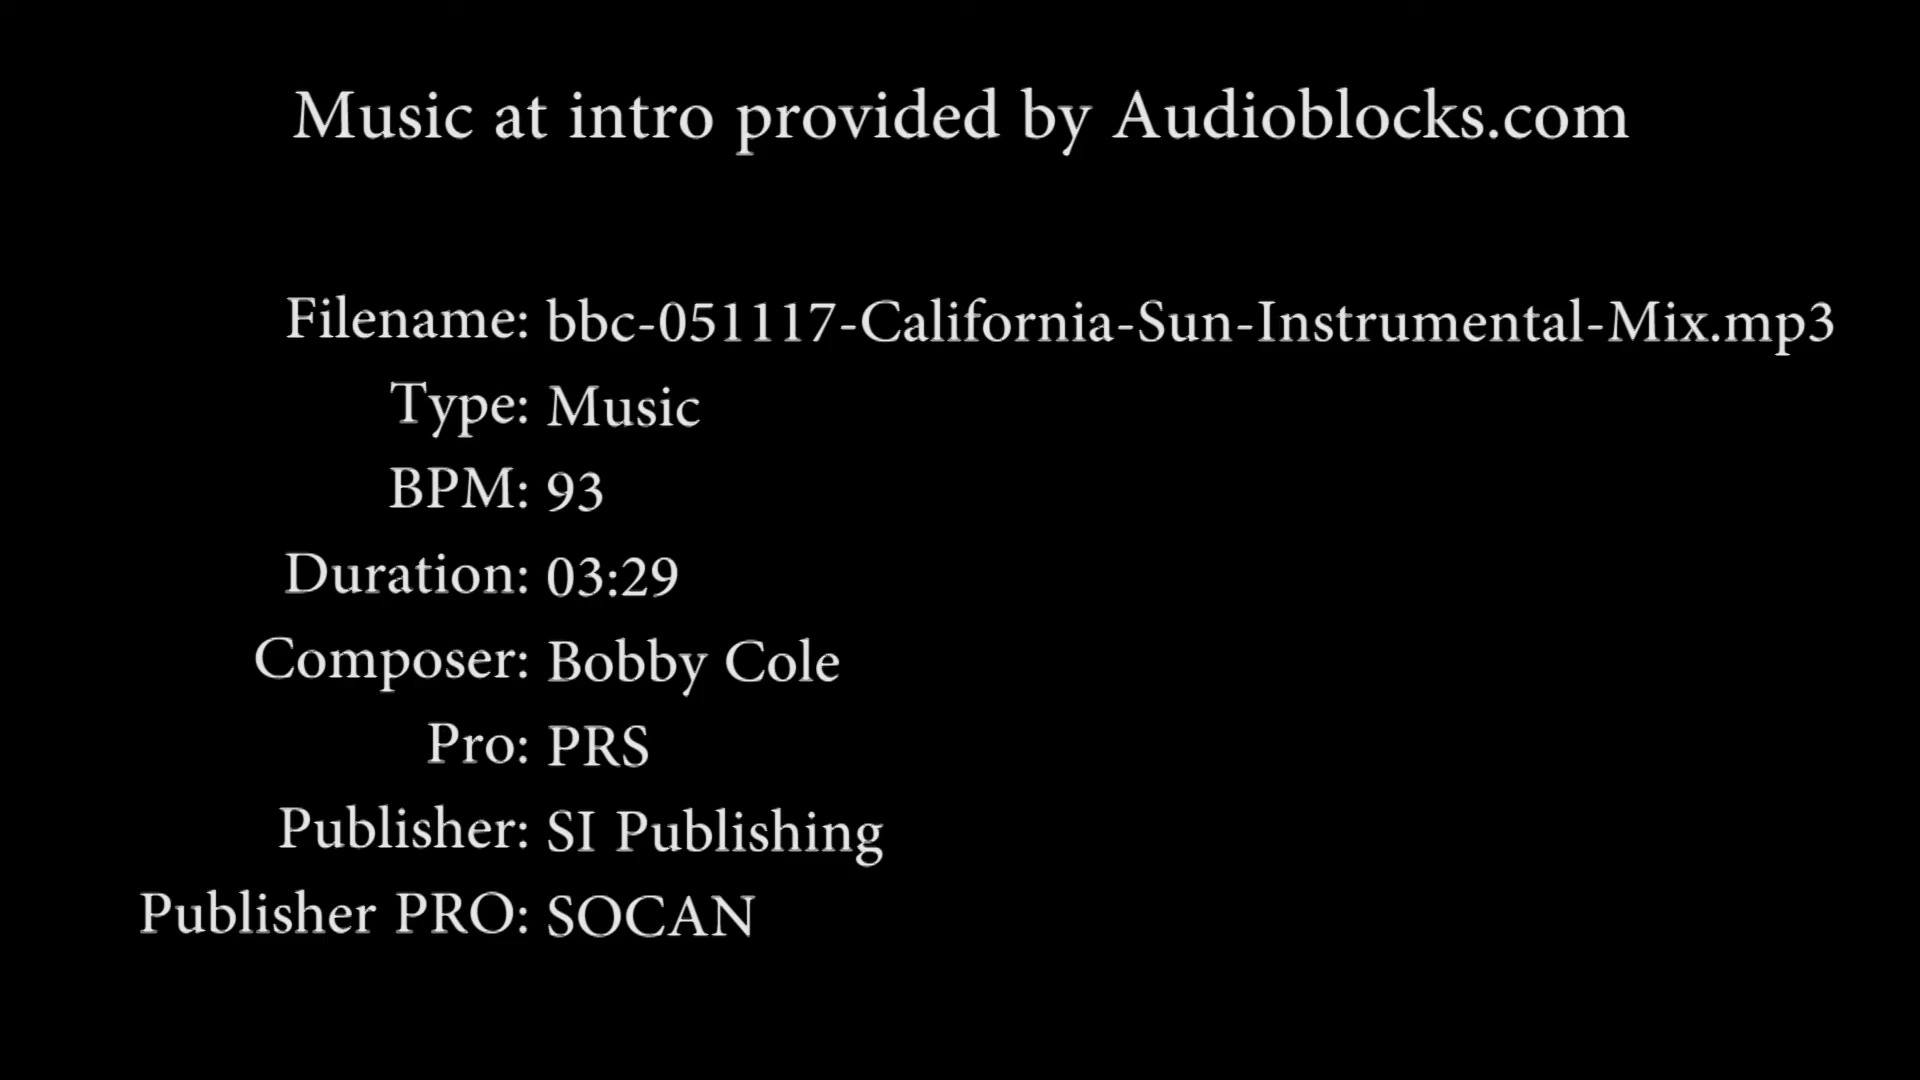 Music at intro provided by Audioblocks.com
Filename: bbc-051117-California-Sun-Instrumental-Mix.mp3
Type: Music
BPM: 93
Duration: 03:29
Composer: Bobby Cole
Pro: PRS
Publisher: SI Publishing
Publisher PRO: SOCAN